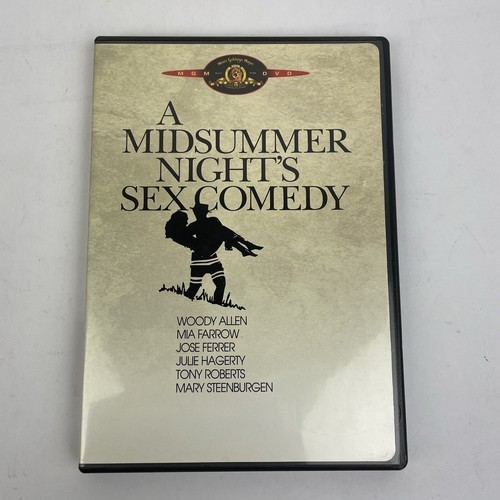 MGM DVD
A
MIDSUMMER
NIGHT'S
SEX COMEDY
WOODY ALLEN
MIA FARROW
JOSE FERRER
JULIE HAGERTY
TONY ROBERTS
MARY STEENBURGEN